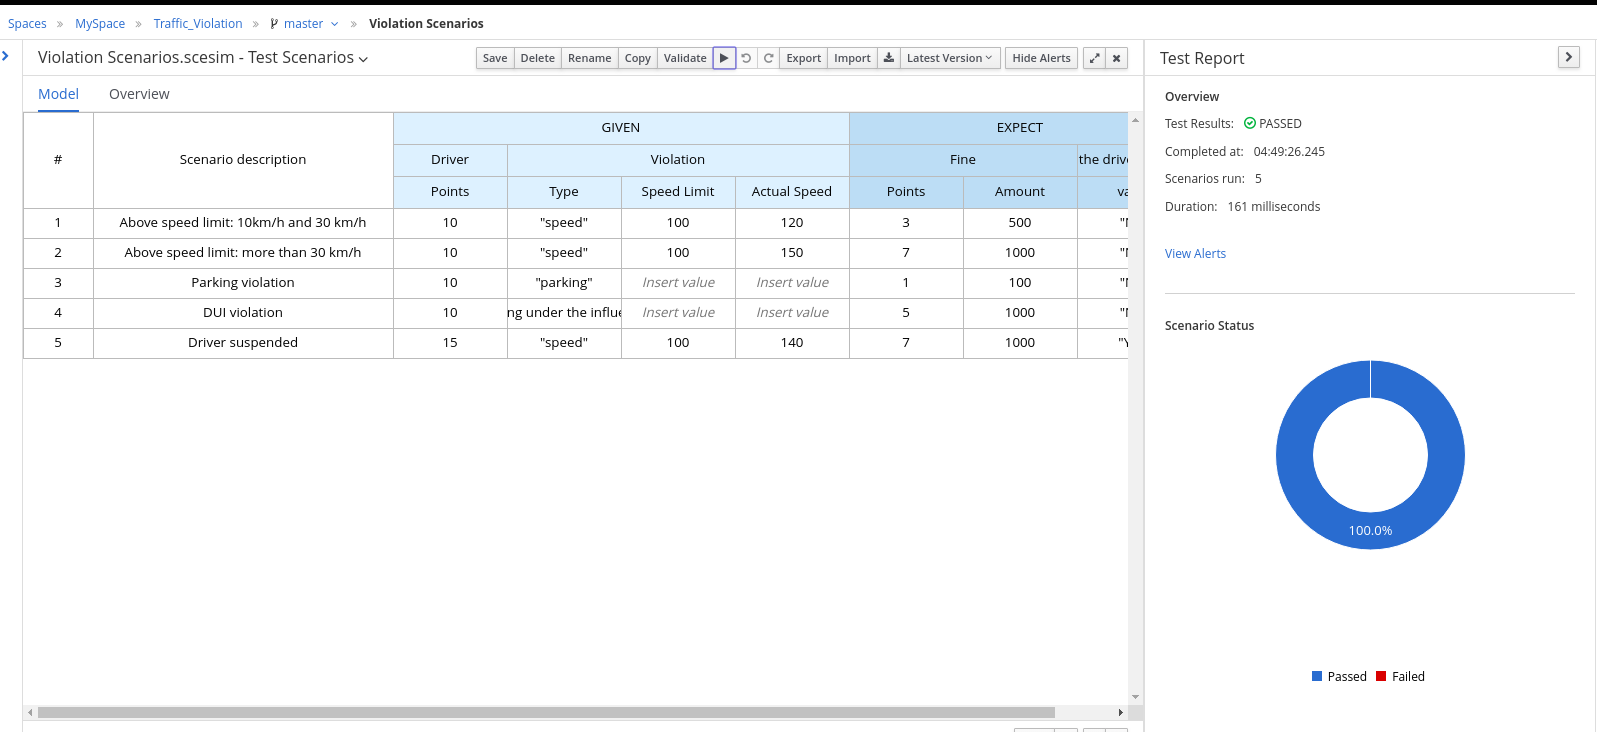 Spaces » MySpace » Traffic_Violation » master » Violation Scenarios
Violation Scenarios.scesim - Test Scenarios
Save Delete Rename Copy Validate Export Import Latest Version Hide Alerts
Test Report
Model Overview
GIVEN EXPECT
# Scenario description Driver Violation Fine the drive
Points Type Speed Limit Actual Speed Points Amount va
1 Above speed limit: 10km/h and 30 km/h 10 "speed" 100 120 3 500
2 Above speed limit: more than 30 km/h 10 "speed" 100 150 7 1000
3 Parking violation 10 "parking" Insert value Insert value 1 100
4 DUI violation 10 ng under the influe Insert value Insert value 5 1000
5 Driver suspended 15 "speed" 100 140 7 1000 "Y
Overview
Test Results: PASSED
Completed at: 04:49:26.245
Scenarios run: 5
Duration: 161 milliseconds
View Alerts
Scenario Status
100.0%
Passed Failed